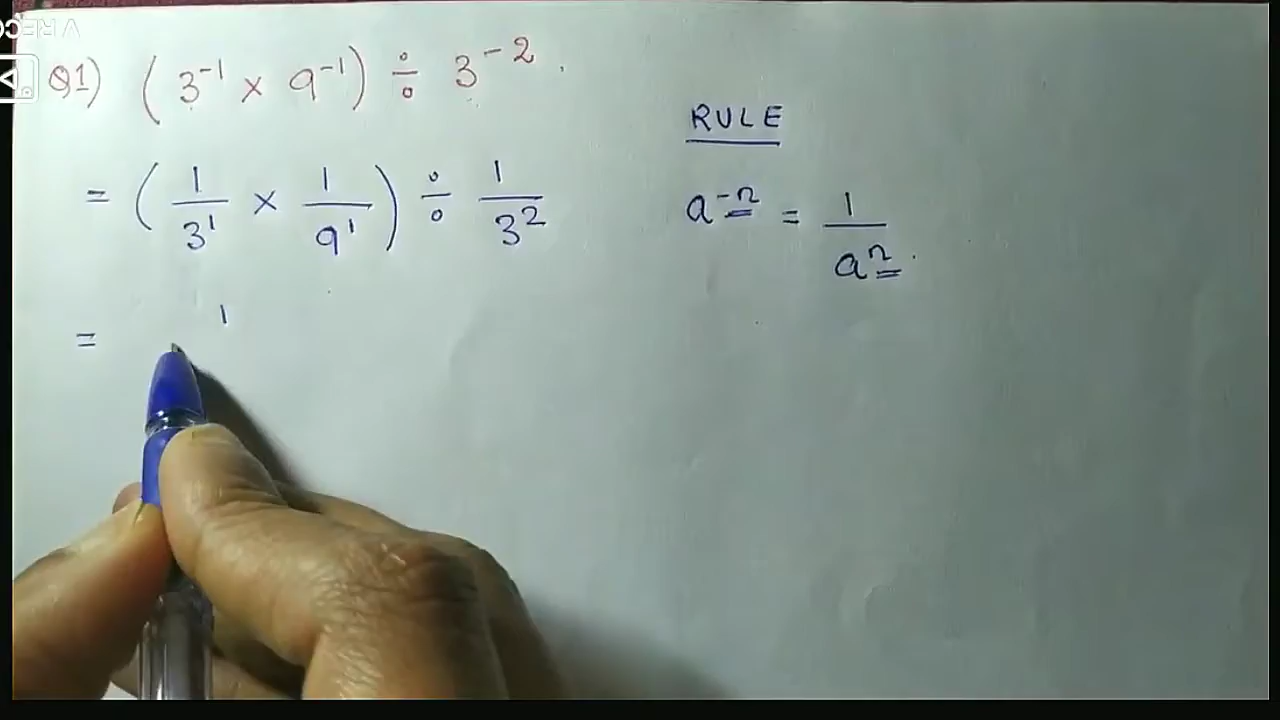 Q1) (3⁻¹ × 9⁻¹) ÷ 3⁻² .
= (1/3¹ × 1/9¹) ÷ 1/3²
= 1
RULE
a⁻ⁿ = 1/aⁿ .